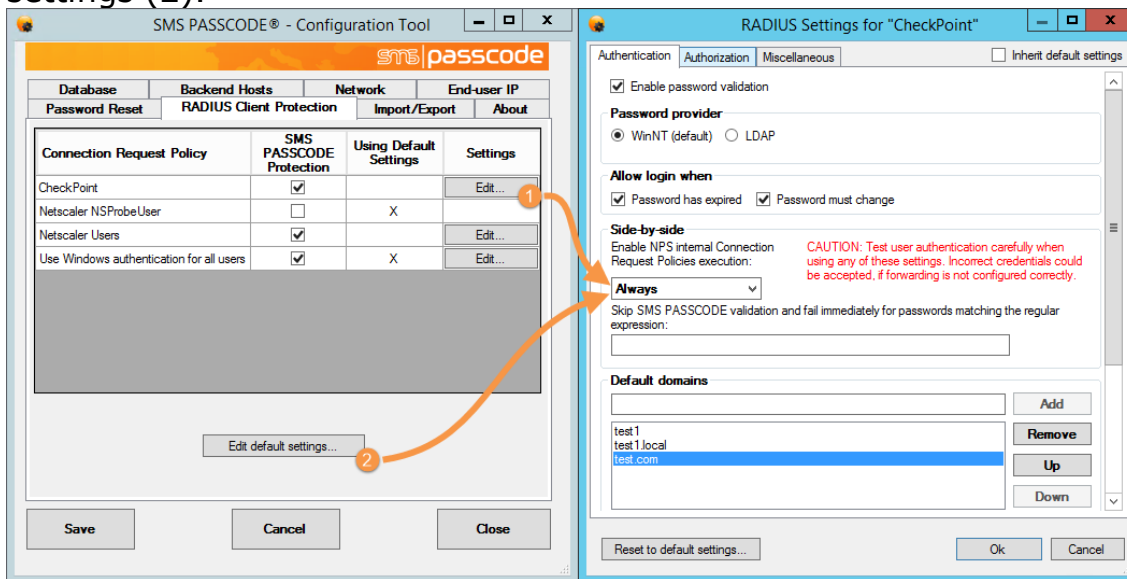 settings (2).
SMS PASSCODE® - Configuration Tool
sms passcode
Database Backend Hosts Network End-user IP
Password Reset RADIUS Client Protection Import/Export About
Connection Request Policy SMS PASSCODE Protection Using Default Settings Settings
CheckPoint Edit...
Netscaler NSProbeUser X
Netscaler Users Edit...
Use Windows authentication for all users X Edit...
1
Edit default settings...
2
Save Cancel Close
RADIUS Settings for "CheckPoint"
Authentication Authorization Miscellaneous Inherit default settings
Enable password validation
Password provider
WinNT (default) LDAP
Allow login when
Password has expired Password must change
Side-by-side
Enable NPS internal Connection
Request Policies execution:
CAUTION: Test user authentication carefully when
using any of these settings. Incorrect credentials could
be accepted, if forwarding is not configured correctly.
Always
Skip SMS PASSCODE validation and fail immediately for passwords matching the regular
expression:
Default domains
Add
test1
test1.local
test.com
Remove
Up
Down
Reset to default settings... Ok Cancel